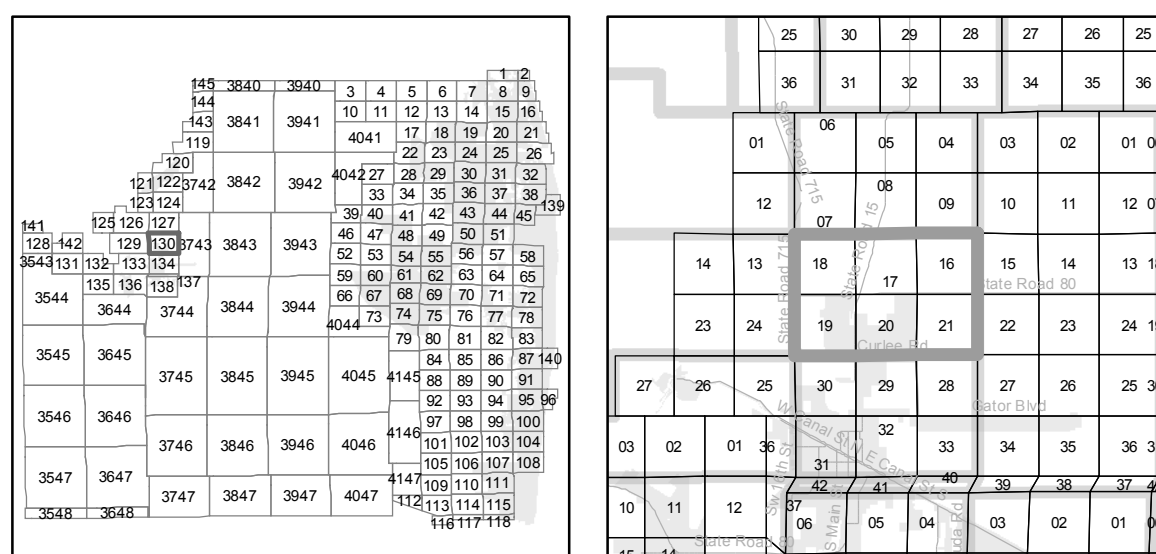 1 2
145 3840 3940 3 4 5 6 7 8 9
144
10 11 12 13 14 15 16
143 3841 3941
4041 17 18 19 20 21
119
22 23 24 25 26
120
121 122 3742 3842 3942 4042 27 28 29 30 31 32
123 124 33 34 35 36 37 38
139
125 126 127 39 40 41 42 43 44 45
141
128 142 129 130 3743 3843 3943 46 47 48 49 50 51
3543 131 132 133 134 52 53 54 55 56 57 58
135 136 138 137 59 60 61 62 63 64 65
3544 3644 3744 3844 3944 66 67 68 69 70 71 72
4044 73 74 75 76 77 78
79 80 81 82 83
3545 3645 3745 3845 3945 4045 4145 84 85 86 87 140
88 89 90 91
92 93 94 95 96
3546 3646 3746 3846 3946 4046 4146 97 98 99 100
101 102 103 104
105 106 107 108
3547 3647 3747 3847 3947 4047 4147 109 110 111
112 113 114 115
3548 3648 116 117 118
25 30 29 28 27 26 25
36 31 32 33 34 35 36
State Road 715
01 06 05 04 03 02 01
12 07 08 09 10 11 12
State Road 15
14 13 18 17 16 15 14 13
State Road 715
State Road 80
23 24 19 20 21 22 23 24
Curlee Rd
27 26 25 30 29 28 27 26 25
Gator Blvd
W Canal St N E Canal St S
03 02 01 36 31 32 33 34 35 36
Sw 16th St
42 41 40 39 38 37
10 11 12 37 06 05 04 03 02 01
S Main St
State Road 80
15 14